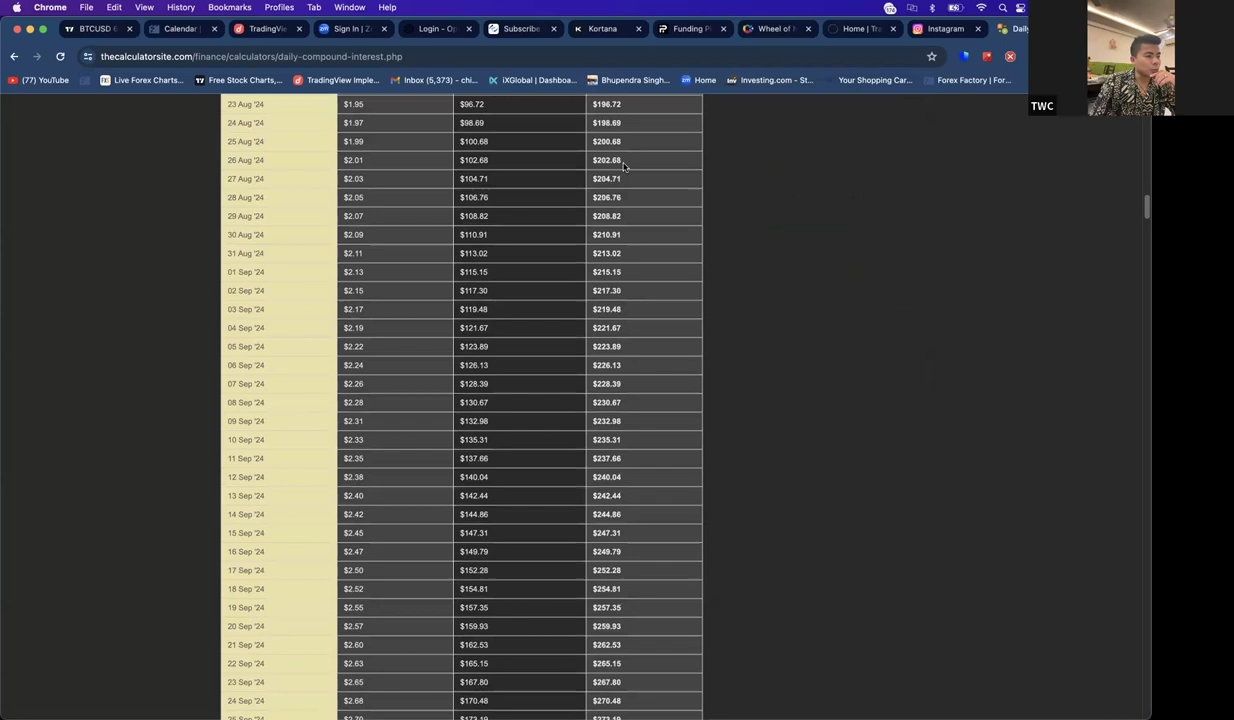 Chrome File Edit View History Bookmarks Profiles Tab Window Help
BTCUSD Calendar TradingVie Sign In | Z Login - Op Subscribe Kortana Funding Pi Wheel of N Home | Tra Instagram Daily
thecalculatorsite.com/finance/calculators/daily-compound-interest.php
(77) YouTube Live Forex Charts... Free Stock Charts,... TradingView Imple... Inbox (5,373) - chi... iXGlobal | Dashboa... Bhupendra Singh... Home Investing.com - St... Your Shopping Car... Forex Factory | For...
TWC
23 Aug '24 $1.95 $96.72 $196.72
24 Aug '24 $1.97 $98.69 $198.69
25 Aug '24 $1.99 $100.68 $200.68
26 Aug '24 $2.01 $102.68 $202.68
27 Aug '24 $2.03 $104.71 $204.71
28 Aug '24 $2.05 $106.76 $206.76
29 Aug '24 $2.07 $108.82 $208.82
30 Aug '24 $2.09 $110.91 $210.91
31 Aug '24 $2.11 $113.02 $213.02
01 Sep '24 $2.13 $115.15 $215.15
02 Sep '24 $2.15 $117.30 $217.30
03 Sep '24 $2.17 $119.48 $219.48
04 Sep '24 $2.19 $121.67 $221.67
05 Sep '24 $2.22 $123.89 $223.89
06 Sep '24 $2.24 $126.13 $226.13
07 Sep '24 $2.26 $128.39 $228.39
08 Sep '24 $2.28 $130.67 $230.67
09 Sep '24 $2.31 $132.98 $232.98
10 Sep '24 $2.33 $135.31 $235.31
11 Sep '24 $2.35 $137.66 $237.66
12 Sep '24 $2.38 $140.04 $240.04
13 Sep '24 $2.40 $142.44 $242.44
14 Sep '24 $2.42 $144.86 $244.86
15 Sep '24 $2.45 $147.31 $247.31
16 Sep '24 $2.47 $149.79 $249.79
17 Sep '24 $2.50 $152.28 $252.28
18 Sep '24 $2.52 $154.81 $254.81
19 Sep '24 $2.55 $157.35 $257.35
20 Sep '24 $2.57 $159.93 $259.93
21 Sep '24 $2.60 $162.53 $262.53
22 Sep '24 $2.63 $165.15 $265.15
23 Sep '24 $2.65 $167.80 $267.80
24 Sep '24 $2.68 $170.48 $270.48
25 Sep '24 $2.70 $173.19 $273.19